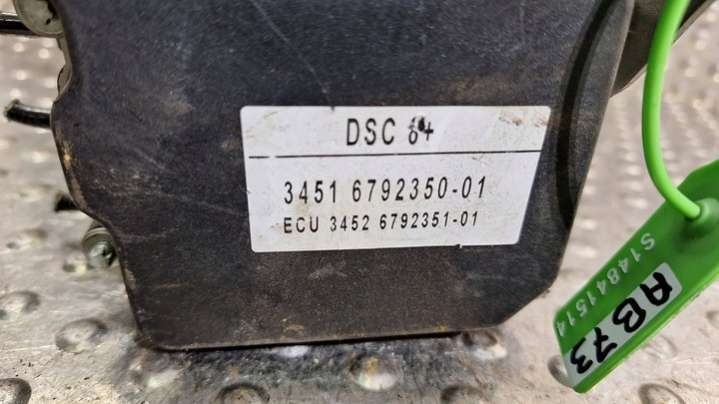 DSC 8+
3451 6792350-01
ECU 3452 6792351-01
S14841514
AB73